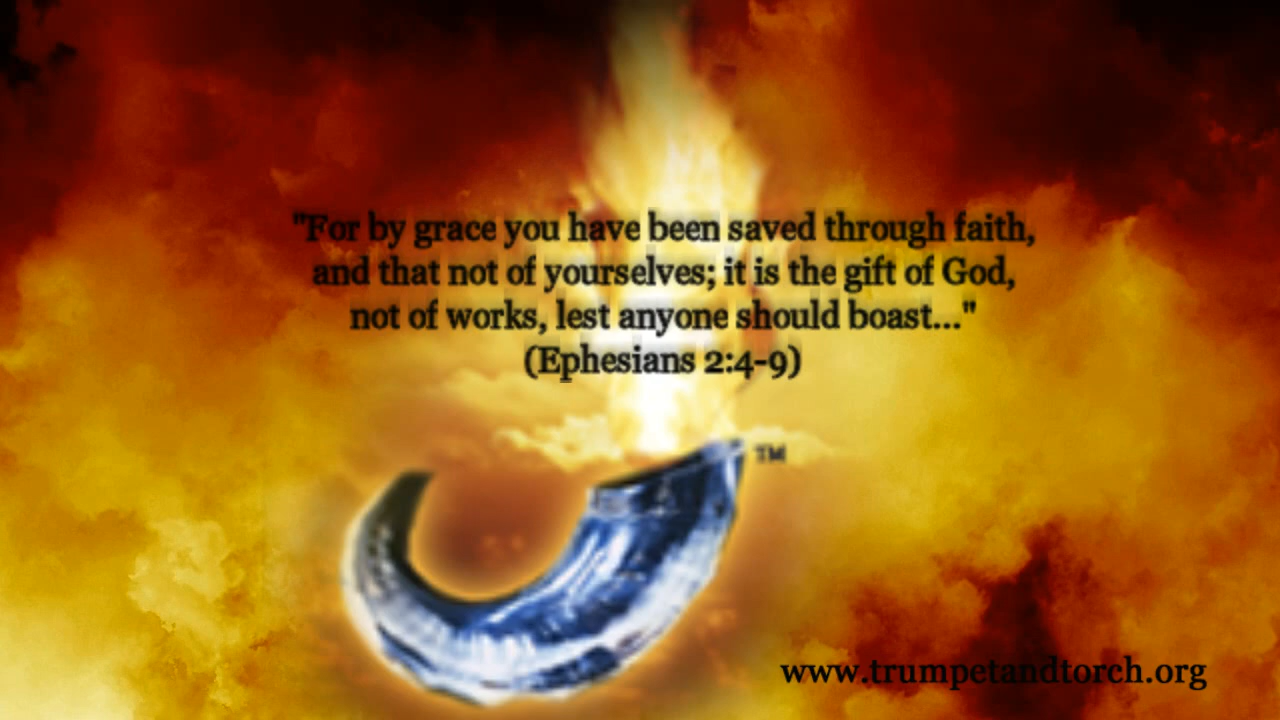 "For by grace you have been saved through faith,
and that not of yourselves; it is the gift of God,
not of works, lest anyone should boast..."
(Ephesians 2:4-9)
TM
www.trumpetandtorch.org